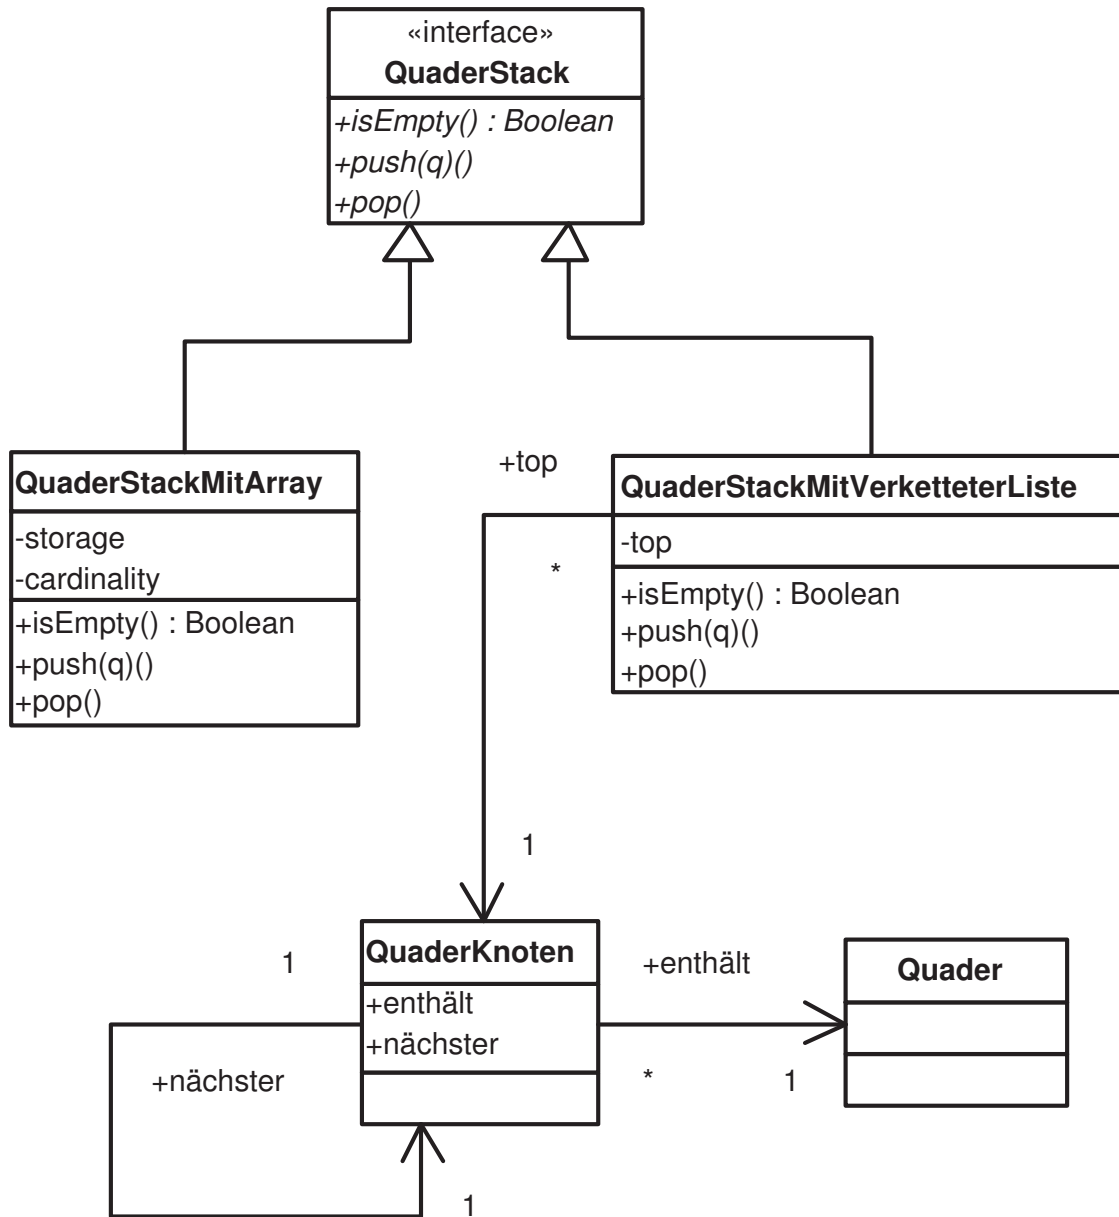 «interface»
QuaderStack
+isEmpty() : Boolean
+push(q)()
+pop()
QuaderStackMitArray
-storage
-cardinality
+isEmpty() : Boolean
+push(q)()
+pop()
+top
*
QuaderStackMitVerketteterListe
-top
+isEmpty() : Boolean
+push(q)()
+pop()
1
1
+nächster
1
QuaderKnoten
+enthält
+nächster
+enthält
*
1
Quader